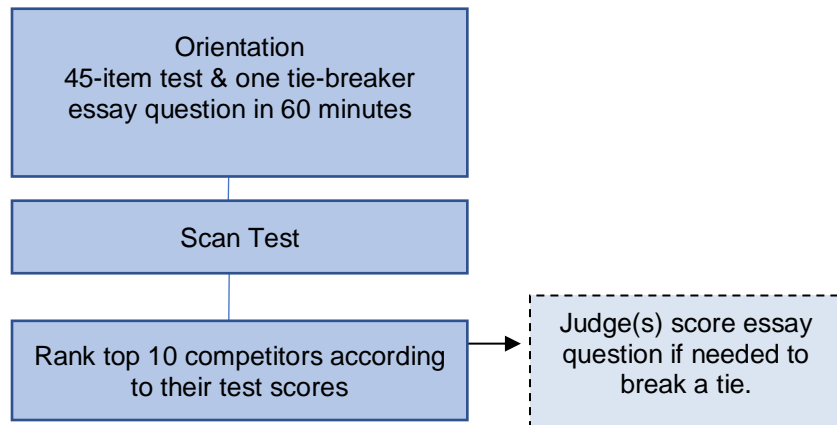 Orientation
45-item test & one tie-breaker
essay question in 60 minutes
Scan Test
Rank top 10 competitors according
to their test scores
Judge(s) score essay
question if needed to
break a tie.